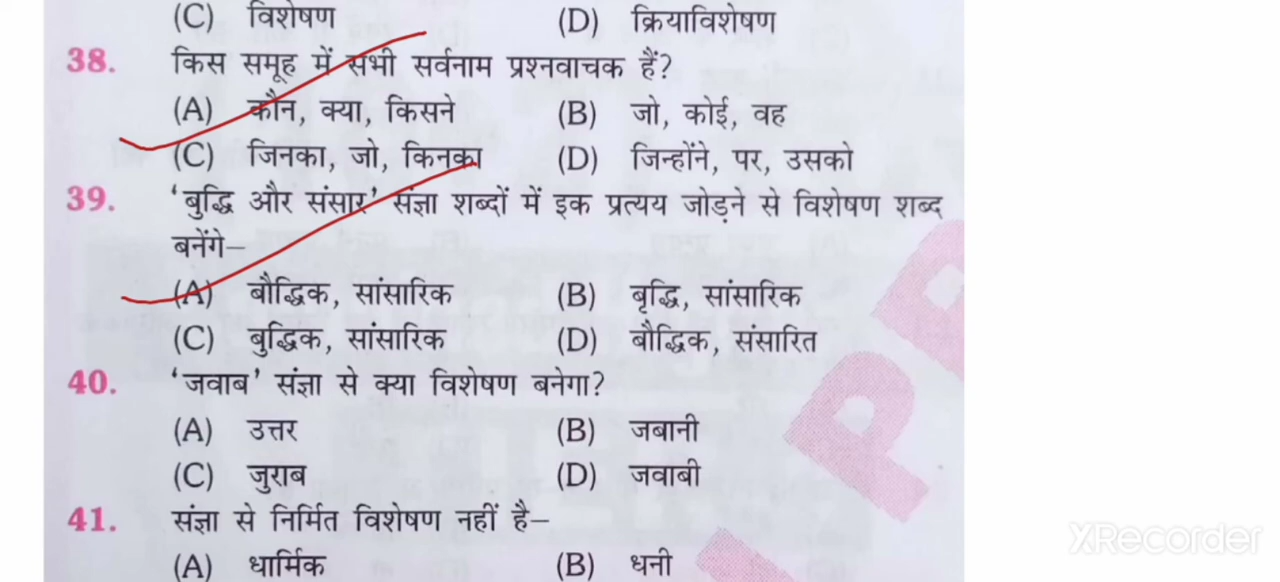 (C) विशेषण (D) क्रियाविशेषण
38. किस समूह में सभी सर्वनाम प्रश्नवाचक हैं?
(A) कौन, क्या, किसने (B) जो, कोई, वह
(C) जिनका, जो, किनका (D) जिन्होंने, पर, उसको
39. 'बुद्धि और संसार' संज्ञा शब्दों में इक प्रत्यय जोड़ने से विशेषण शब्द
बनेंगे–
(A) बौद्धिक, सांसारिक (B) बृद्धि, सांसारिक
(C) बुद्धिक, सांसारिक (D) बौद्धिक, संसारित
40. 'जवाब' संज्ञा से क्या विशेषण बनेगा?
(A) उत्तर (B) जबानी
(C) जुराब (D) जवाबी
41. संज्ञा से निर्मित विशेषण नहीं है–
(A) धार्मिक (B) धनी
XRecorder